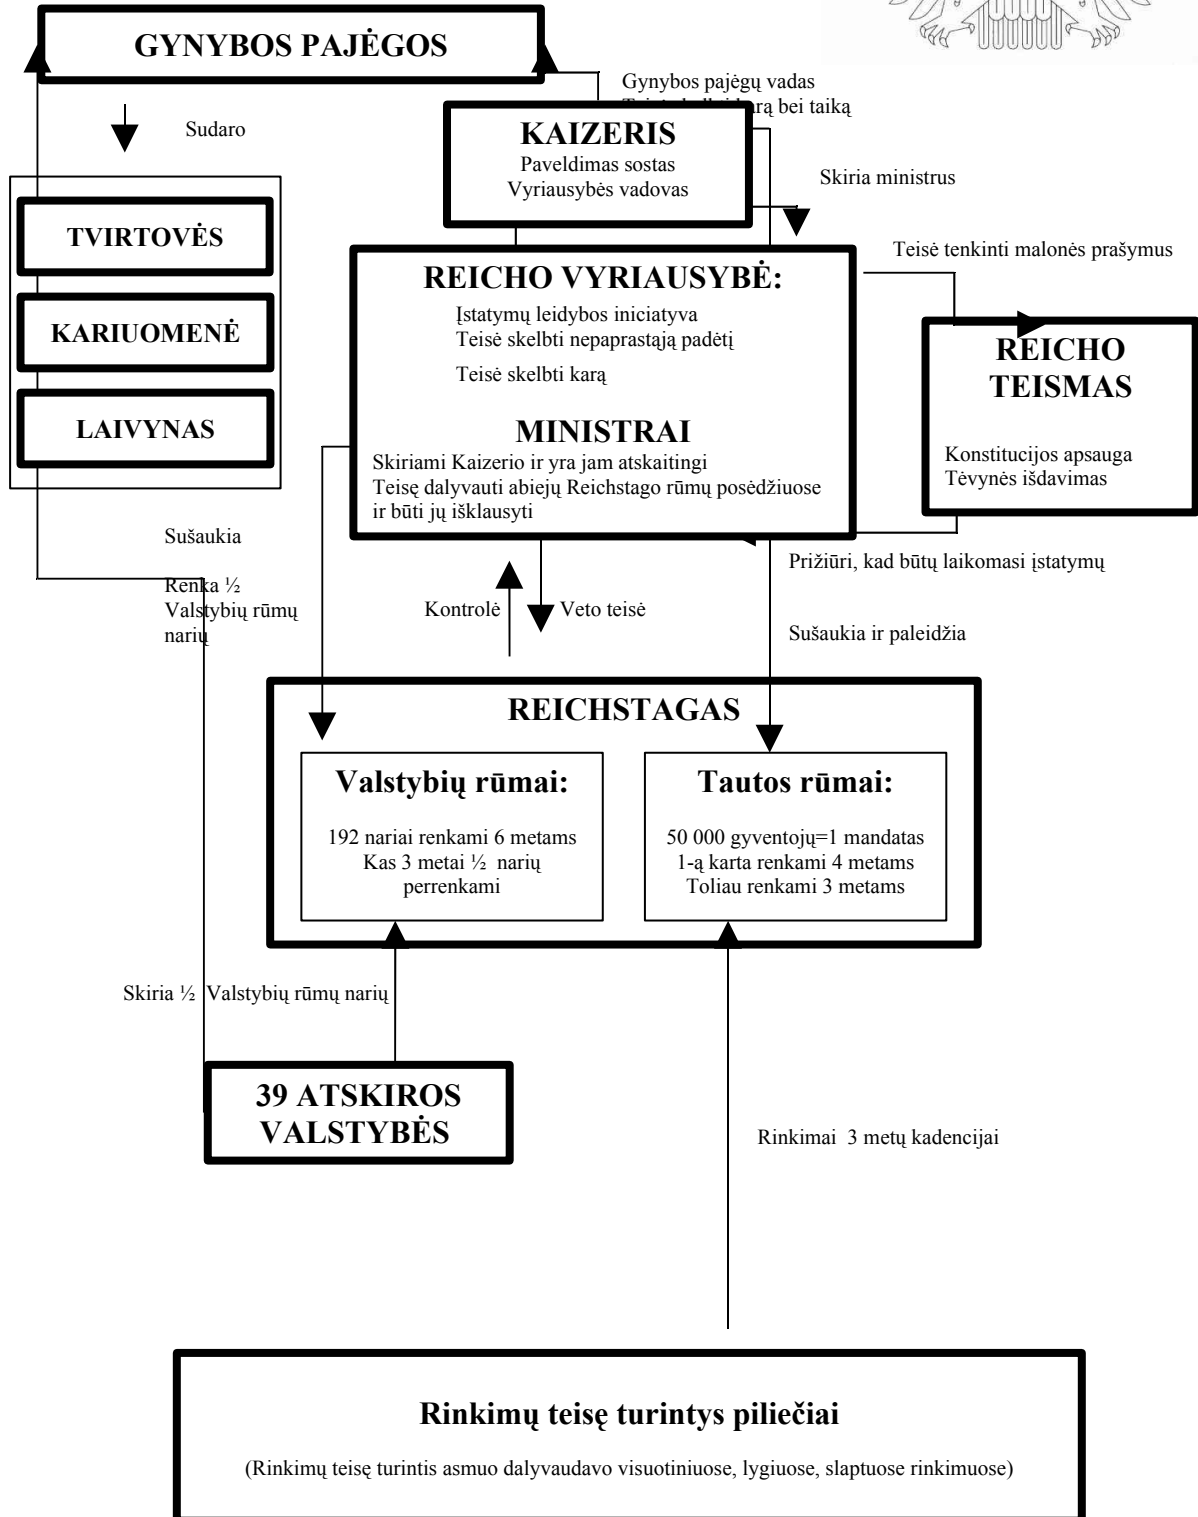 GYNYBOS PAJĖGOS
Gynybos pajėgų vadas
karą bei taiką
Sudaro
KAIZERIS
Paveldimas sostas
Vyriausybės vadovas
Skiria ministrus
TVIRTOVĖS
KARIUOMENĖ
LAIVYNAS
REICHO VYRIAUSYBĖ:
Įstatymų leidybos iniciatyva
Teisė skelbti nepaprastąją padėtį
Teisė skelbti karą
MINISTRAI
Skiriami Kaizerio ir yra jam atskaitingi
Teisę dalyvauti abiejų Reichstago rūmų posėdžiuose
ir būti jų išklausyti
Teisė tenkinti malonės prašymus
REICHO
TEISMAS
Konstitucijos apsauga
Tėvynės išdavimas
Sušaukia
Renka ½
Valstybių rūmų
narių
Kontrolė
Veto teisė
Prižiūri, kad būtų laikomasi įstatymų
Sušaukia ir paleidžia
REICHSTAGAS
Valstybių rūmai:
192 nariai renkami 6 metams
Kas 3 metai ½ narių
perrenkami
Tautos rūmai:
50 000 gyventojų=1 mandatas
1-ą karta renkami 4 metams
Toliau renkami 3 metams
Skiria ½ Valstybių rūmų narių
39 ATSKIROS
VALSTYBĖS
Rinkimai 3 metų kadencijai
Rinkimų teisę turintys piliečiai
(Rinkimų teisę turintis asmuo dalyvaudavo visuotiniuose, lygiuose, slaptuose rinkimuose)